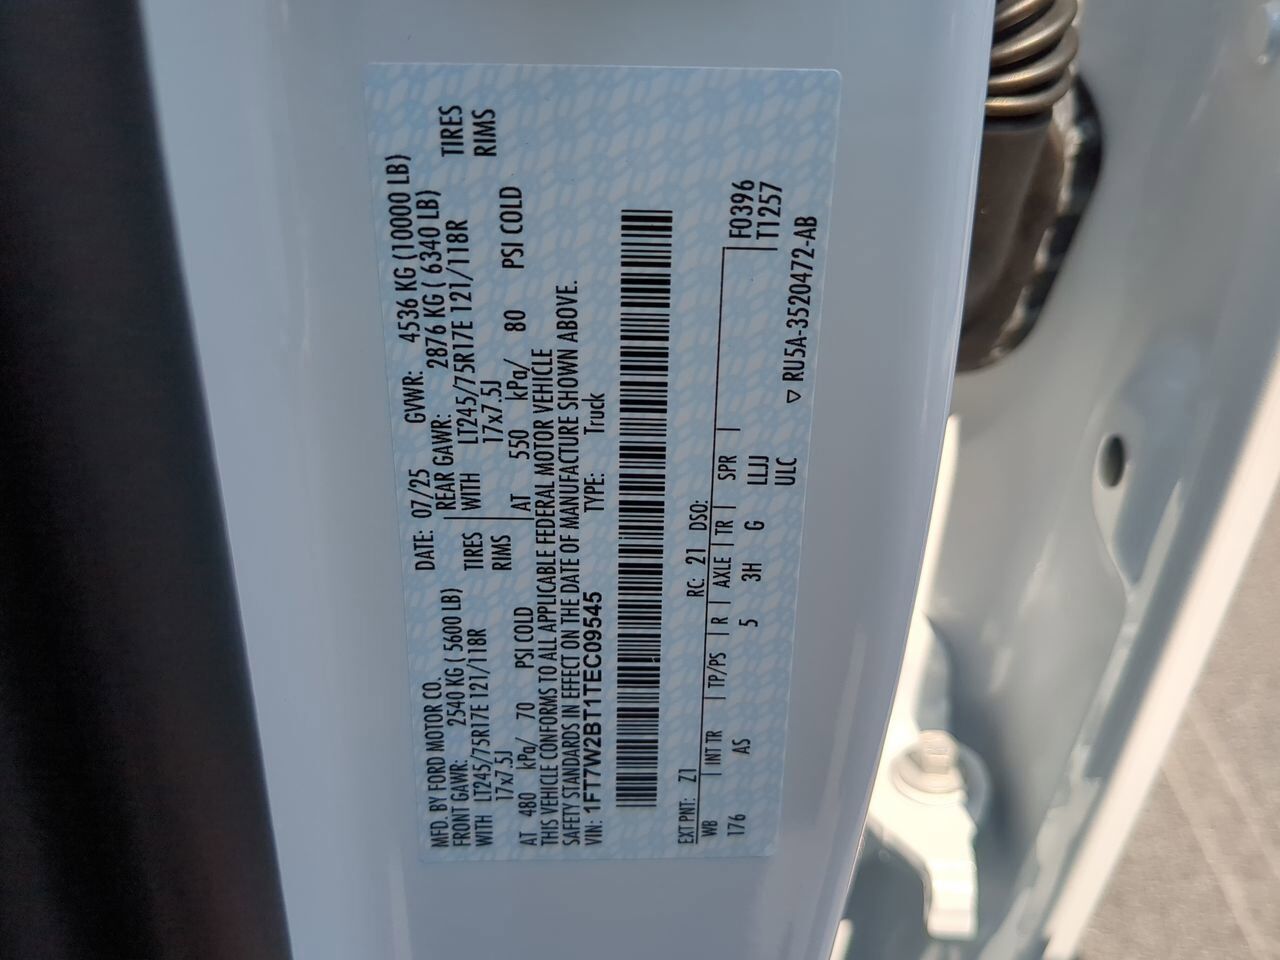 MFD. BY FORD MOTOR CO.
DATE: 07/25 GVWR: 4536 KG (10000 LB)
FRONT GAWR: 2540 KG ( 5600 LB) REAR GAWR: 2876 KG ( 6340 LB)
WITH LT245/75R17E 121/118R TIRES WITH LT245/75R17E 121/118R TIRES
17x7.5J RIMS 17x7.5J RIMS
AT 480 kPa/ 70 PSI COLD AT 550 kPa/ 80 PSI COLD
THIS VEHICLE CONFORMS TO ALL APPLICABLE FEDERAL MOTOR VEHICLE
SAFETY STANDARDS IN EFFECT ON THE DATE OF MANUFACTURE SHOWN ABOVE.
VIN: 1FT7W2BT1TEC09545 TYPE: Truck
EXT PNT: Z1 RC: 21 DSO:
WB | INT TR | TP/PS | R | AXLE | TR | SPR | F0396
176 AS 5 3H G LLJJ T1257
ULC
▽ RU5A-3520472-AB